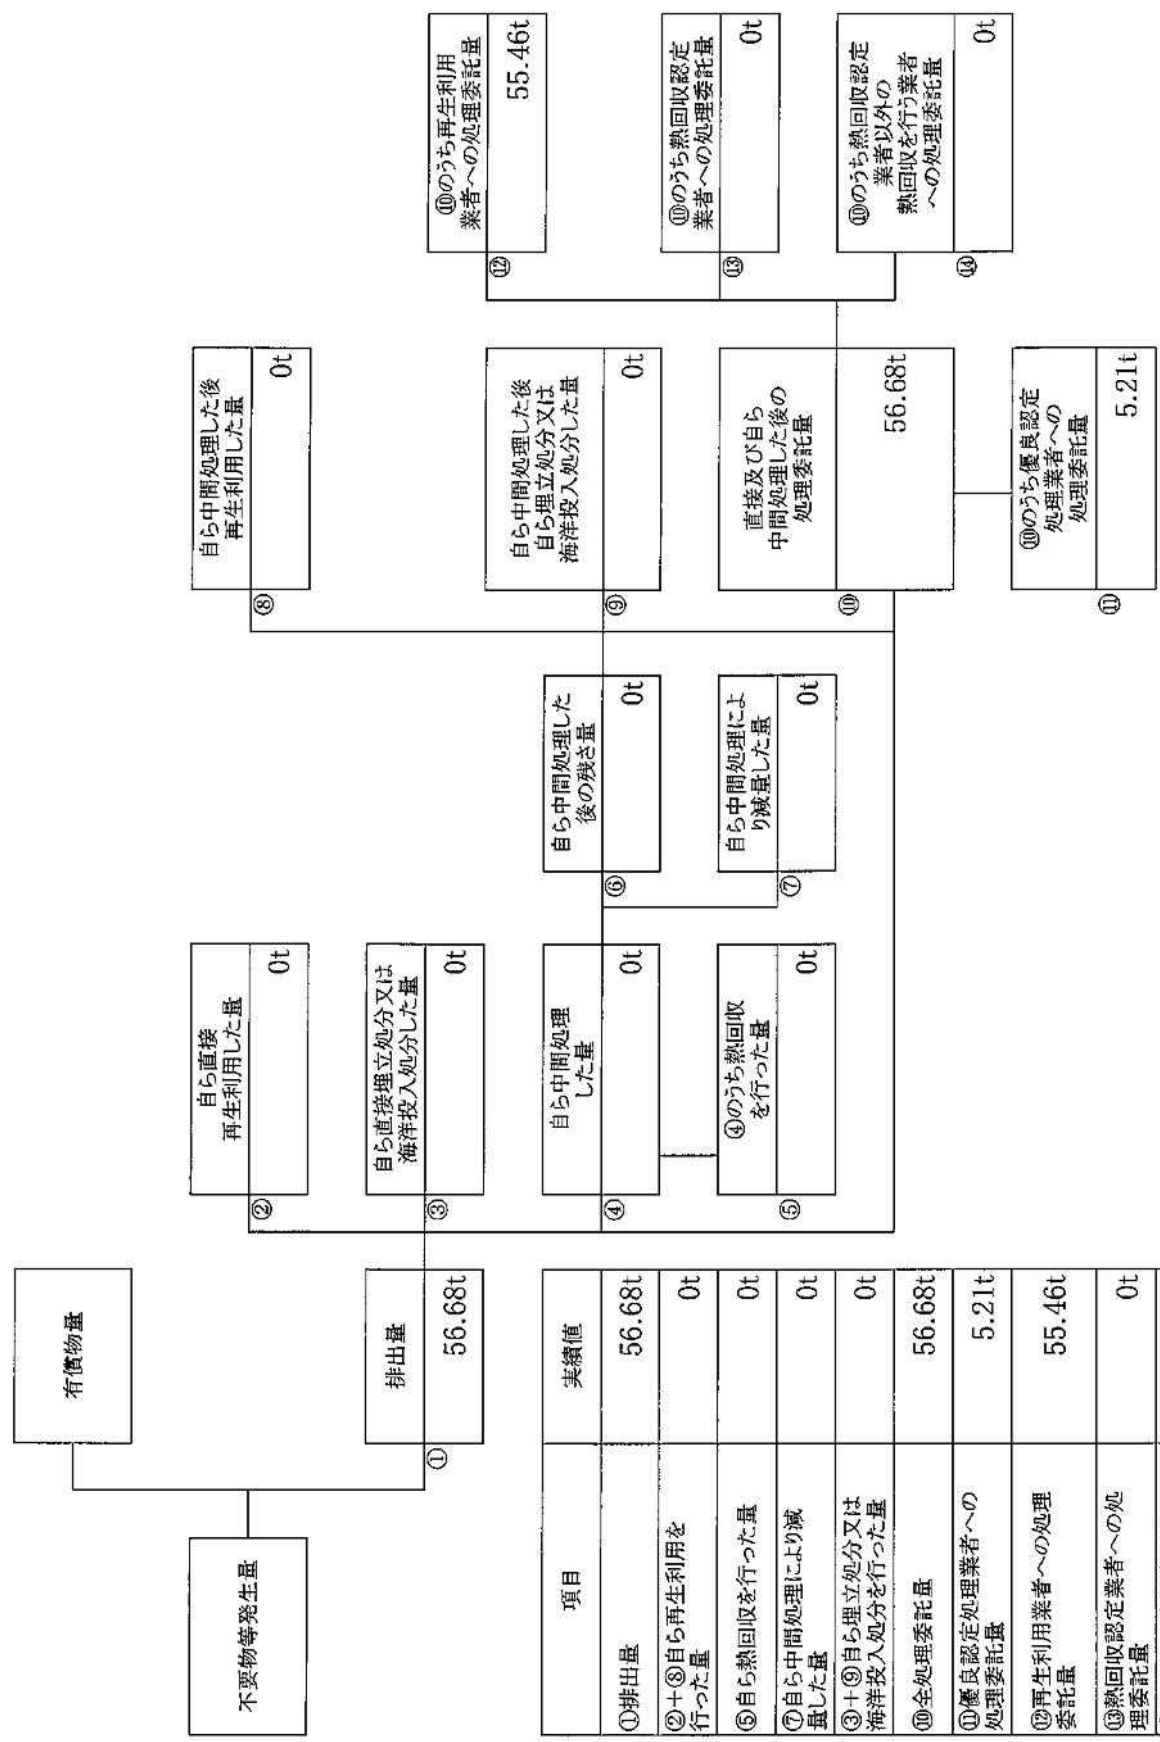 有償物量
不要物等発生量
①
排出量
56.68t
②
自ら直接
再生利用した量
0t
③
自ら直接埋立処分又は
海洋投入処分した量
0t
④
自ら中間処理
した量
0t
⑤
④のうち熱回収
を行った量
0t
⑥
自ら中間処理した
後の残さ量
0t
⑦
自ら中間処理によ
り減量した量
0t
⑧
自ら中間処理した後
再生利用した量
0t
⑨
自ら中間処理した後
自ら埋立処分又は
海洋投入処分した量
0t
⑩
直接及び自ら
中間処理した後の
処理委託量
56.68t
⑪
⑩のうち優良認定
処理業者への
処理委託量
5.21t
⑫
⑩のうち再生利用
業者への処理委託量
55.46t
⑬
⑩のうち熱回収認定
業者への処理委託量
0t
⑭
⑩のうち熱回収認定
業者以外の
熱回収を行う業者
への処理委託量
0t
項目 実績値
①排出量 56.68t
②+⑧自ら再生利用を
行った量 0t
⑤自ら熱回収を行った量 0t
⑦自ら中間処理により減
量した量 0t
③+⑨自ら埋立処分又は
海洋投入処分を行った量 0t
⑩全処理委託量 56.68t
⑪優良認定処理業者への
処理委託量 5.21t
⑫再生利用業者への処理
委託量 55.46t
⑬熱回収認定業者への処
理委託量 0t